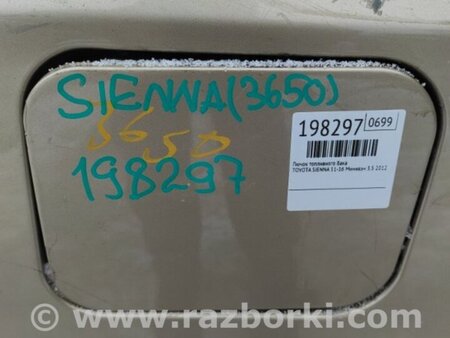 SIENNA(3650)
3650
198297
198297 0699
Лючок топливного бака
TOYOTA SIENNA 11-16 Минивэн 3.5 2012
© www.razborki.com